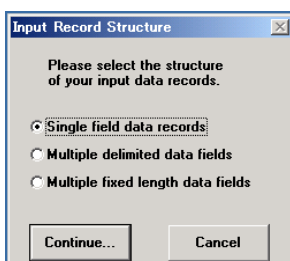 Input Record Structure
Please select the structure
of your input data records.
Single field data records
Multiple delimited data fields
Multiple fixed length data fields
Continue... Cancel